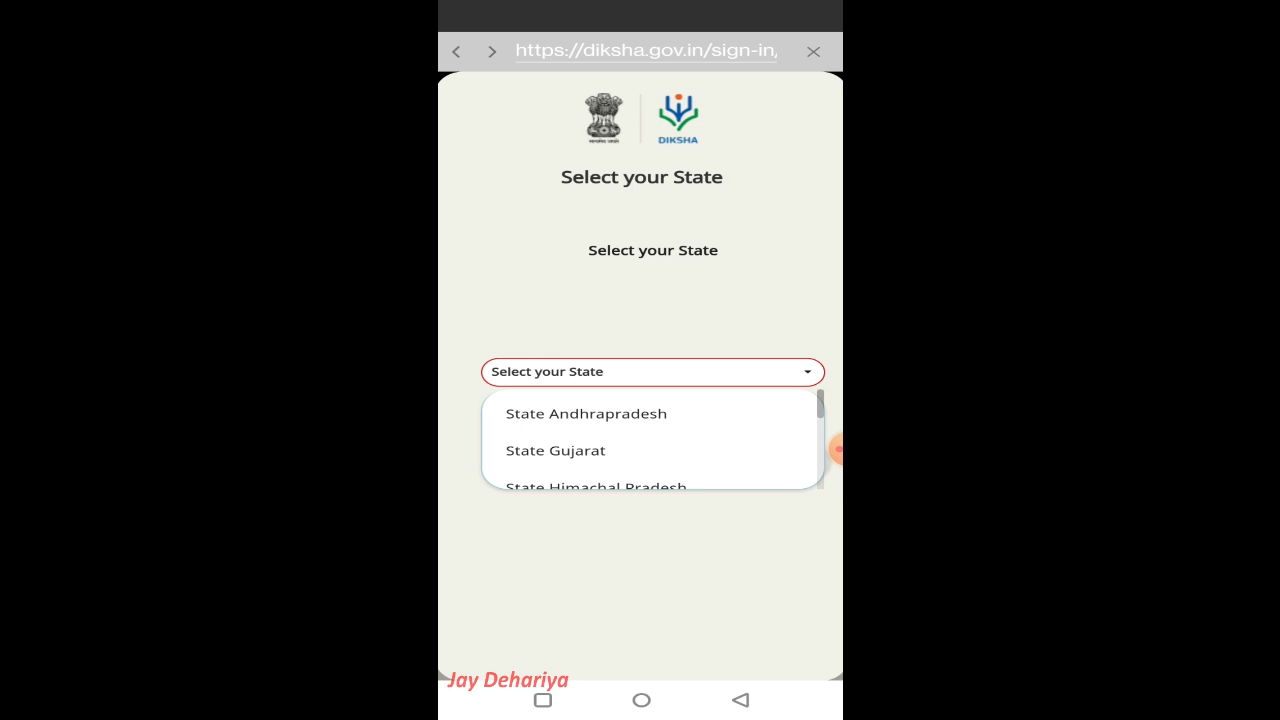 https://diksha.gov.in/sign-in/
DIKSHA
Select your State
Select your State
Select your State
State Andhrapradesh
State Gujarat
State Himachal Pradesh
Jay Dehariya